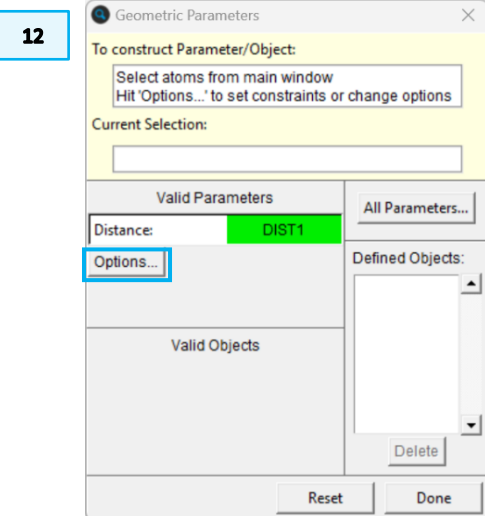 12
Geometric Parameters
To construct Parameter/Object:
Select atoms from main window
Hit 'Options...' to set constraints or change options
Current Selection:
Valid Parameters
All Parameters...
Distance: DIST1
Options...
Defined Objects:
Valid Objects
Delete
Reset
Done